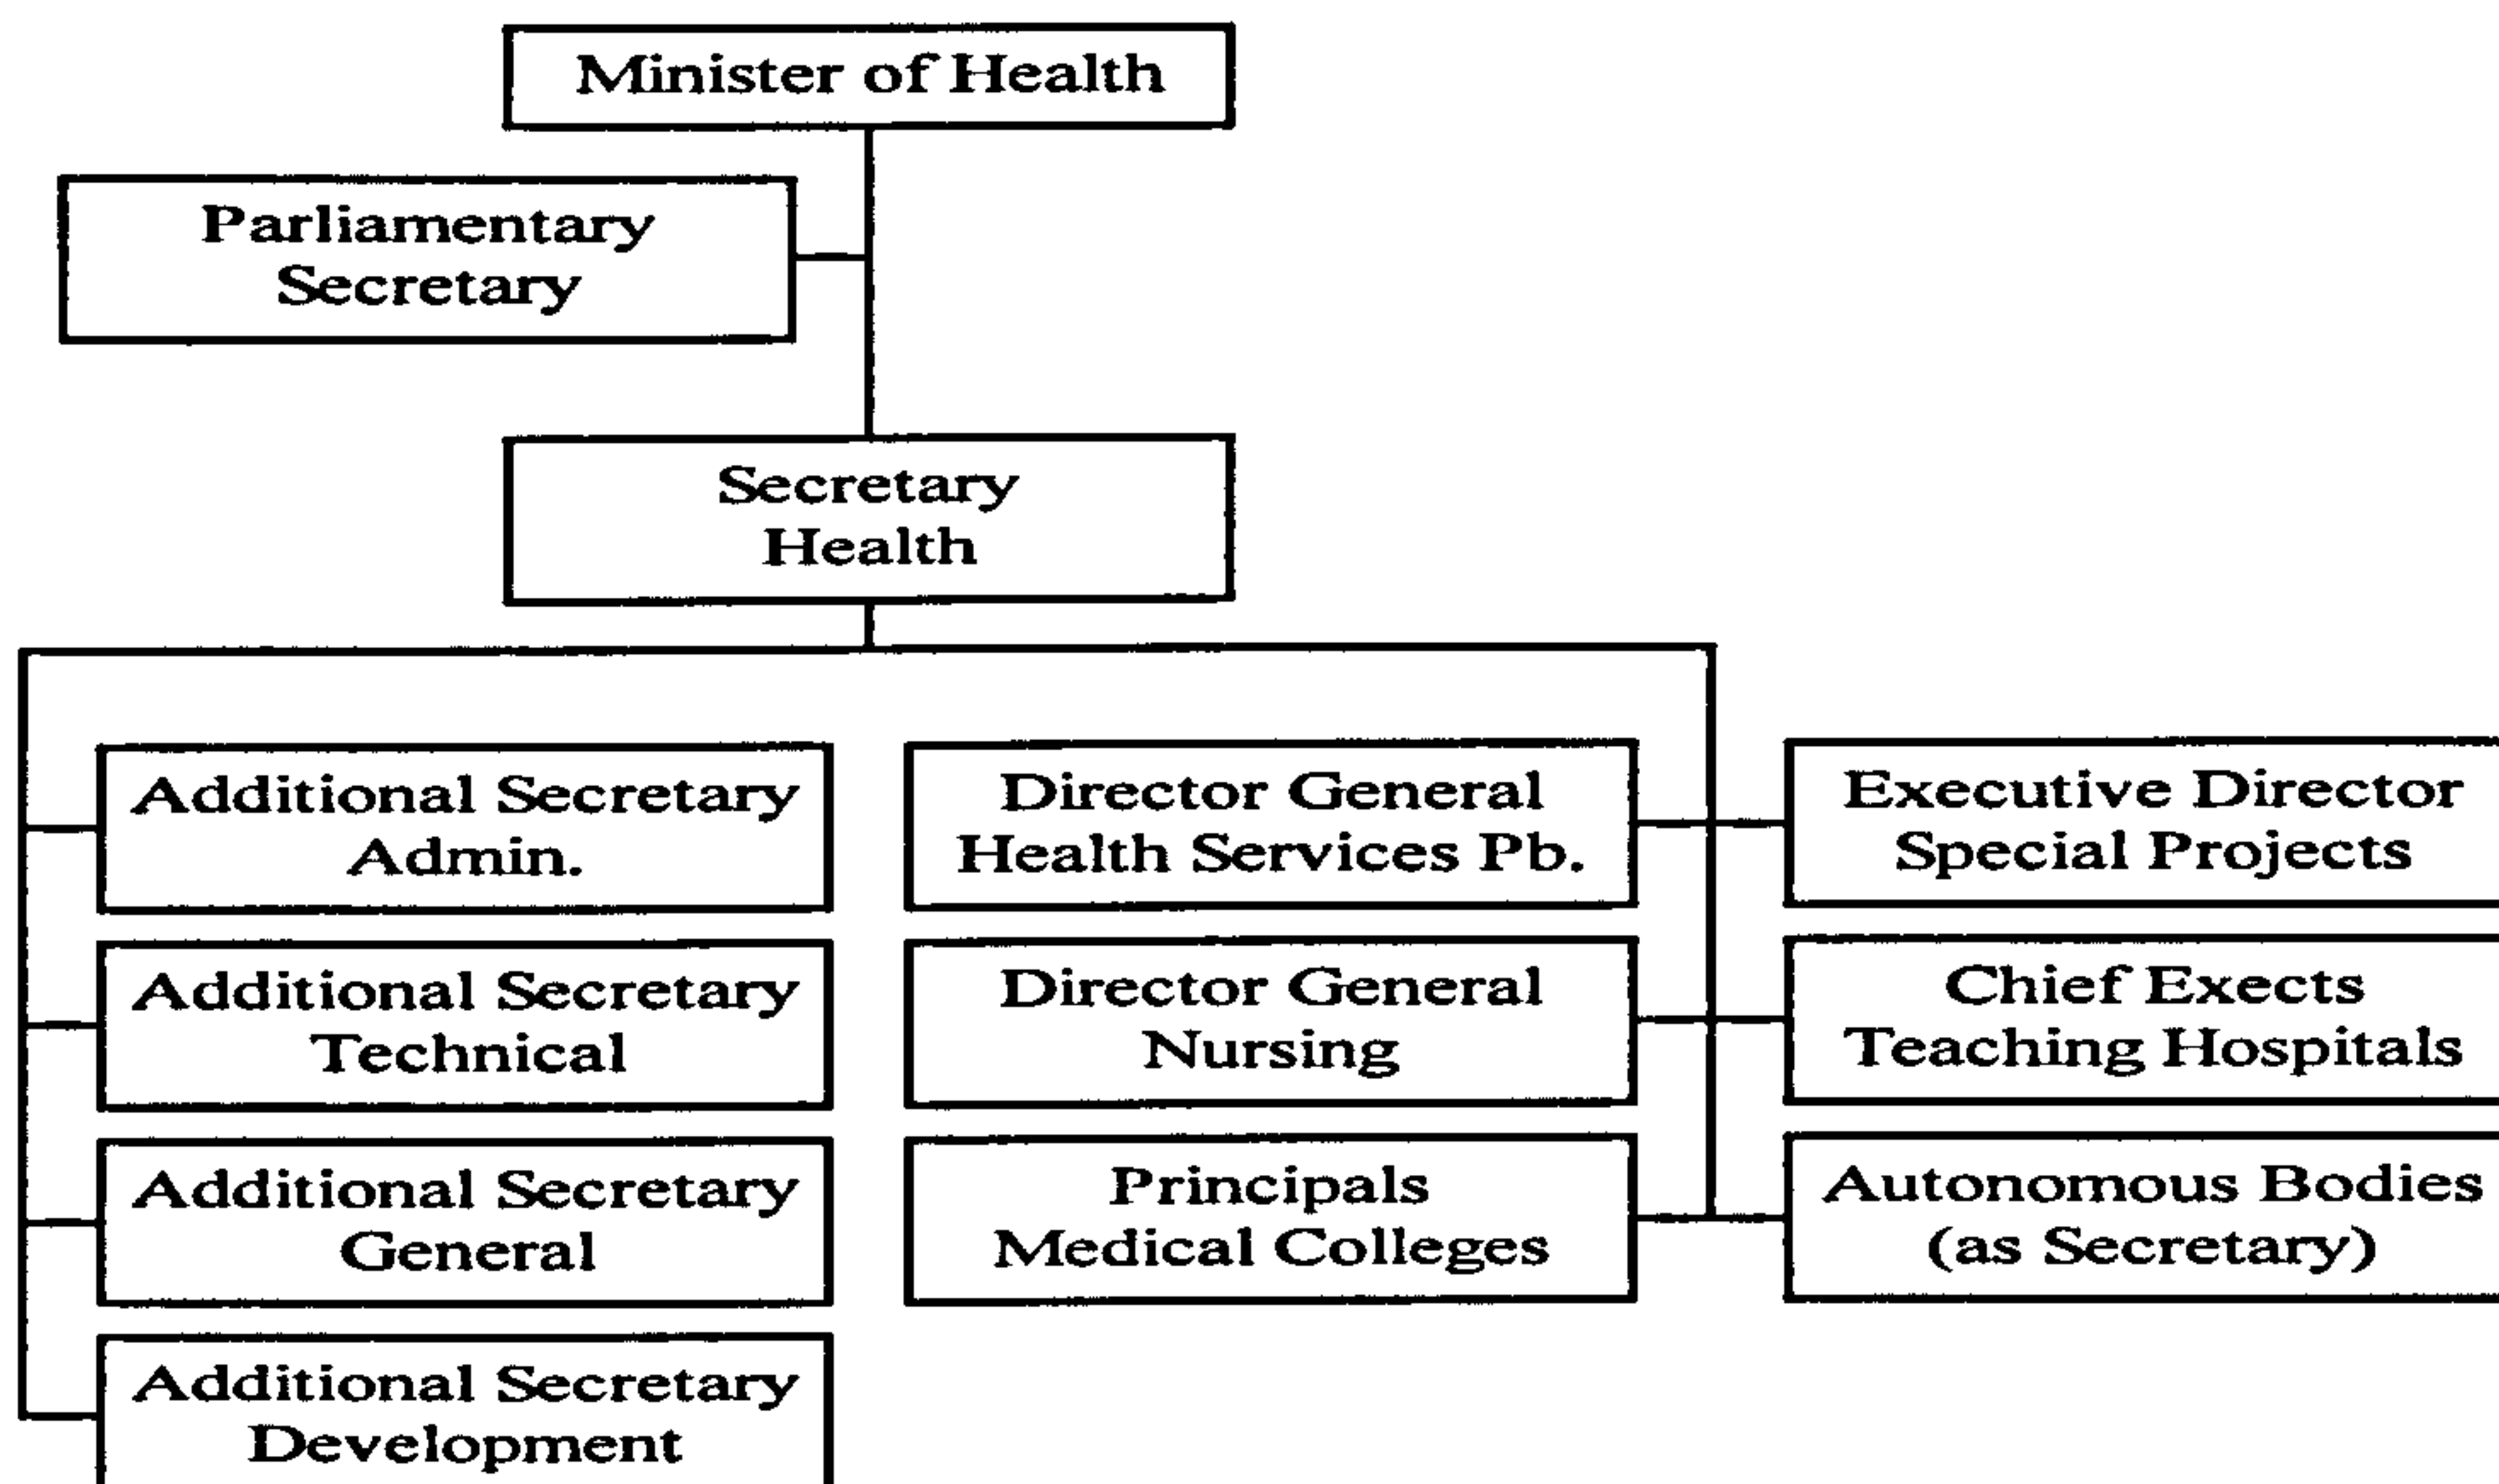 Minister of Health
Parliamentary
Secretary
Secretary
Health
Additional Secretary
Admin.
Director General
Health Services Pb.
Executive Director
Special Projects
Additional Secretary
Technical
Director General
Nursing
Chief Exects
Teaching Hospitals
Additional Secretary
General
Principals
Medical Colleges
Autonomous Bodies
(as Secretary)
Additional Secretary
Development